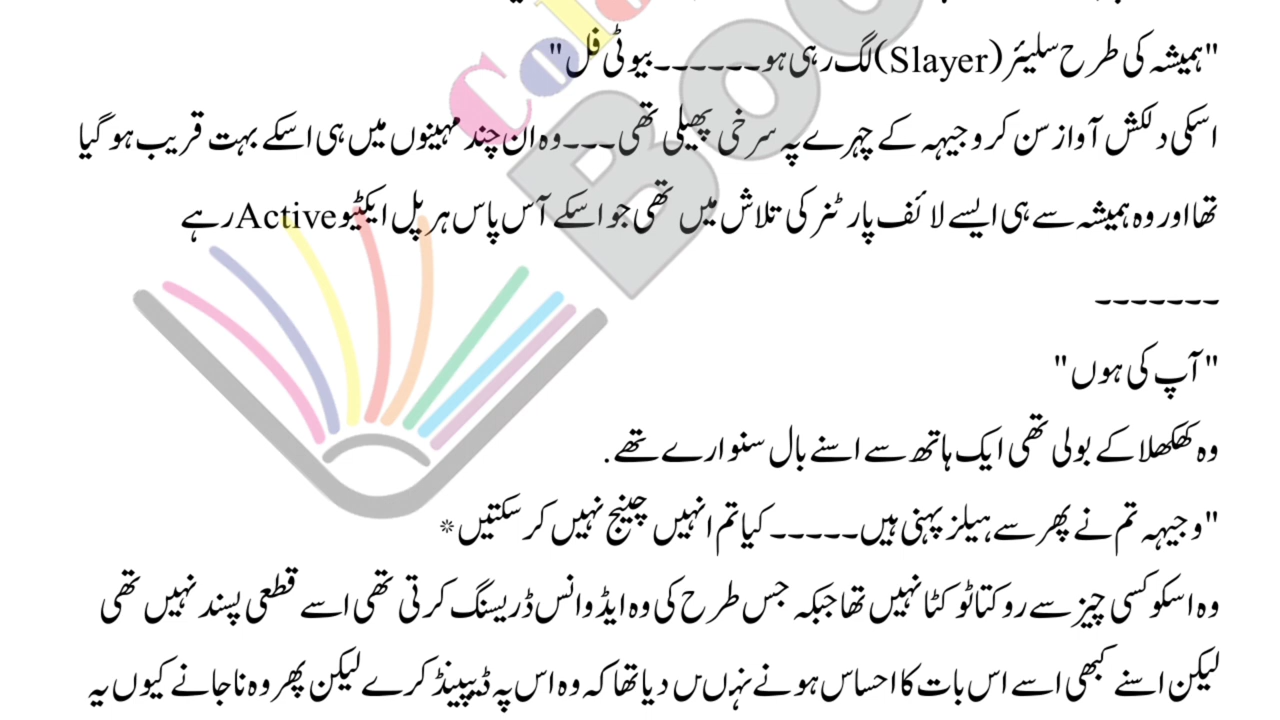 "ہمیشہ کی طرح سلیئر (Slayer) لگ رہی ہو۔۔۔۔۔۔بیوٹی فل"
اسکی دلکش آواز سن کر وجیہہ کے چہرے پہ سرخی پھیلی تھی۔۔۔وہ ان چند مہینوں میں ہی اسکے بہت قریب ہو گیا
تھا اور وہ ہمیشہ سے ہی ایسے لائف پارٹنر کی تلاش میں تھی جو اسکے آس پاس ہر پل ایکٹیو Active رہے
۔۔۔۔۔۔۔
"آپ کی ہوں"
وہ کھکھلا کے بولی تھی ایک ہاتھ سے اسنے بال سنوارے تھے.
"وجیہہ تم نے پھر سے ہیلز پہنی ہیں۔۔۔۔۔ کیا تم انہیں چینج نہیں کر سکتیں*
وہ اسکو کسی چیز سے روکتا ٹوکتا نہیں تھا جبکہ جس طرح کی وہ ایڈوانس ڈریسنگ کرتی تھی اسے قطعی پسند نہیں تھی
لیکن اسنے کبھی اسے اس بات کا احساس ہونے نہںں دیا تھا کہ وہ اس پہ ڈیپینڈ کرے لیکن پھر وہ ناجانے کیوں یہ
Bo
Col